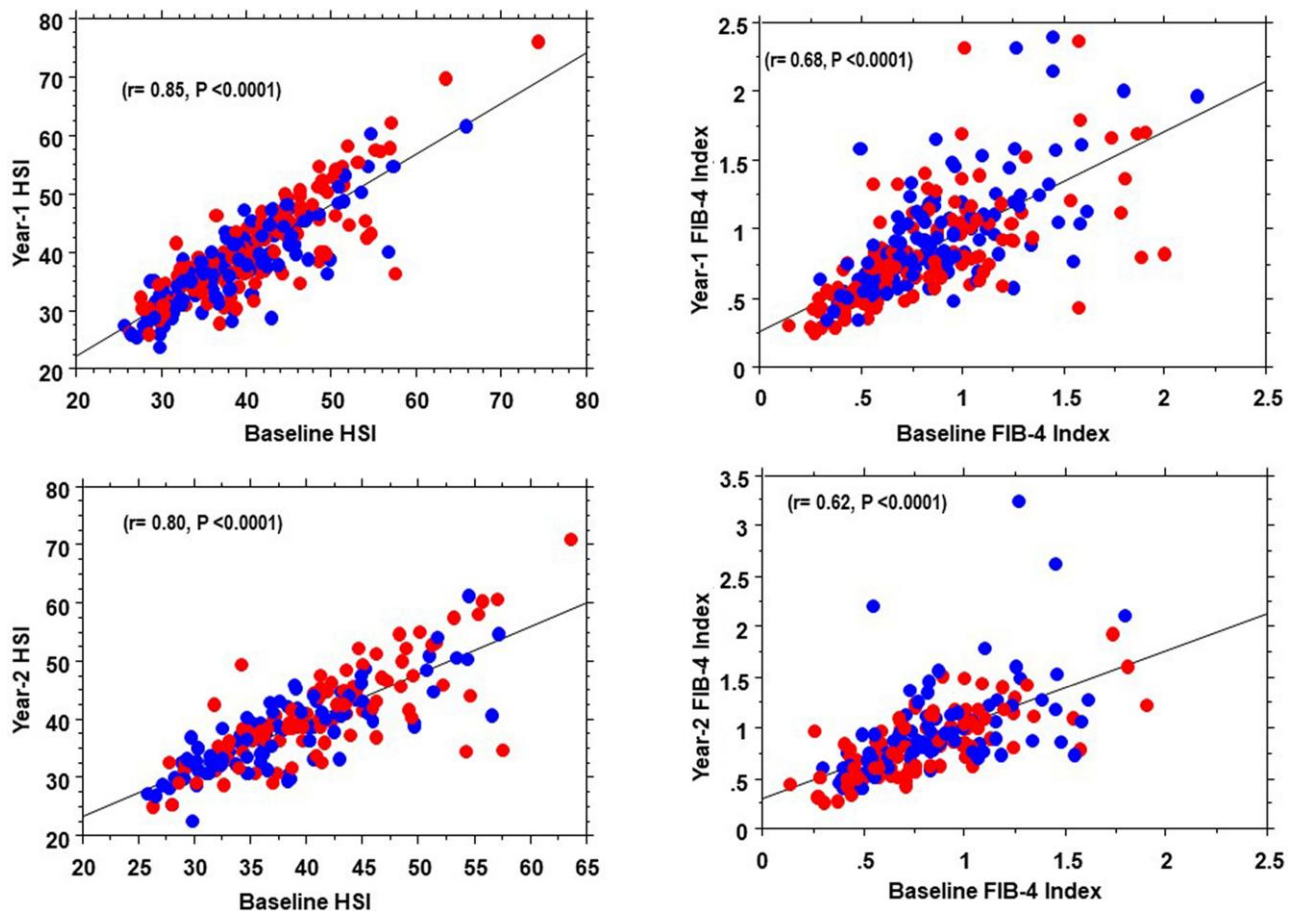 80
70
60
50
40
30
20
20 30 40 50 60 70 80
Year-1 HSI
Baseline HSI
(r= 0.85, P <0.0001)
2.5
2
1.5
1
.5
0
0 .5 1 1.5 2 2.5
Year-1 FIB-4 Index
Baseline FIB-4 Index
(r= 0.68, P <0.0001)
80
70
60
50
40
30
20
20 25 30 35 40 45 50 55 60 65
Year-2 HSI
Baseline HSI
(r= 0.80, P <0.0001)
3.5
3
2.5
2
1.5
1
.5
0
0 .5 1 1.5 2 2.5
Year-2 FIB-4 Index
Baseline FIB-4 Index
(r= 0.62, P <0.0001)